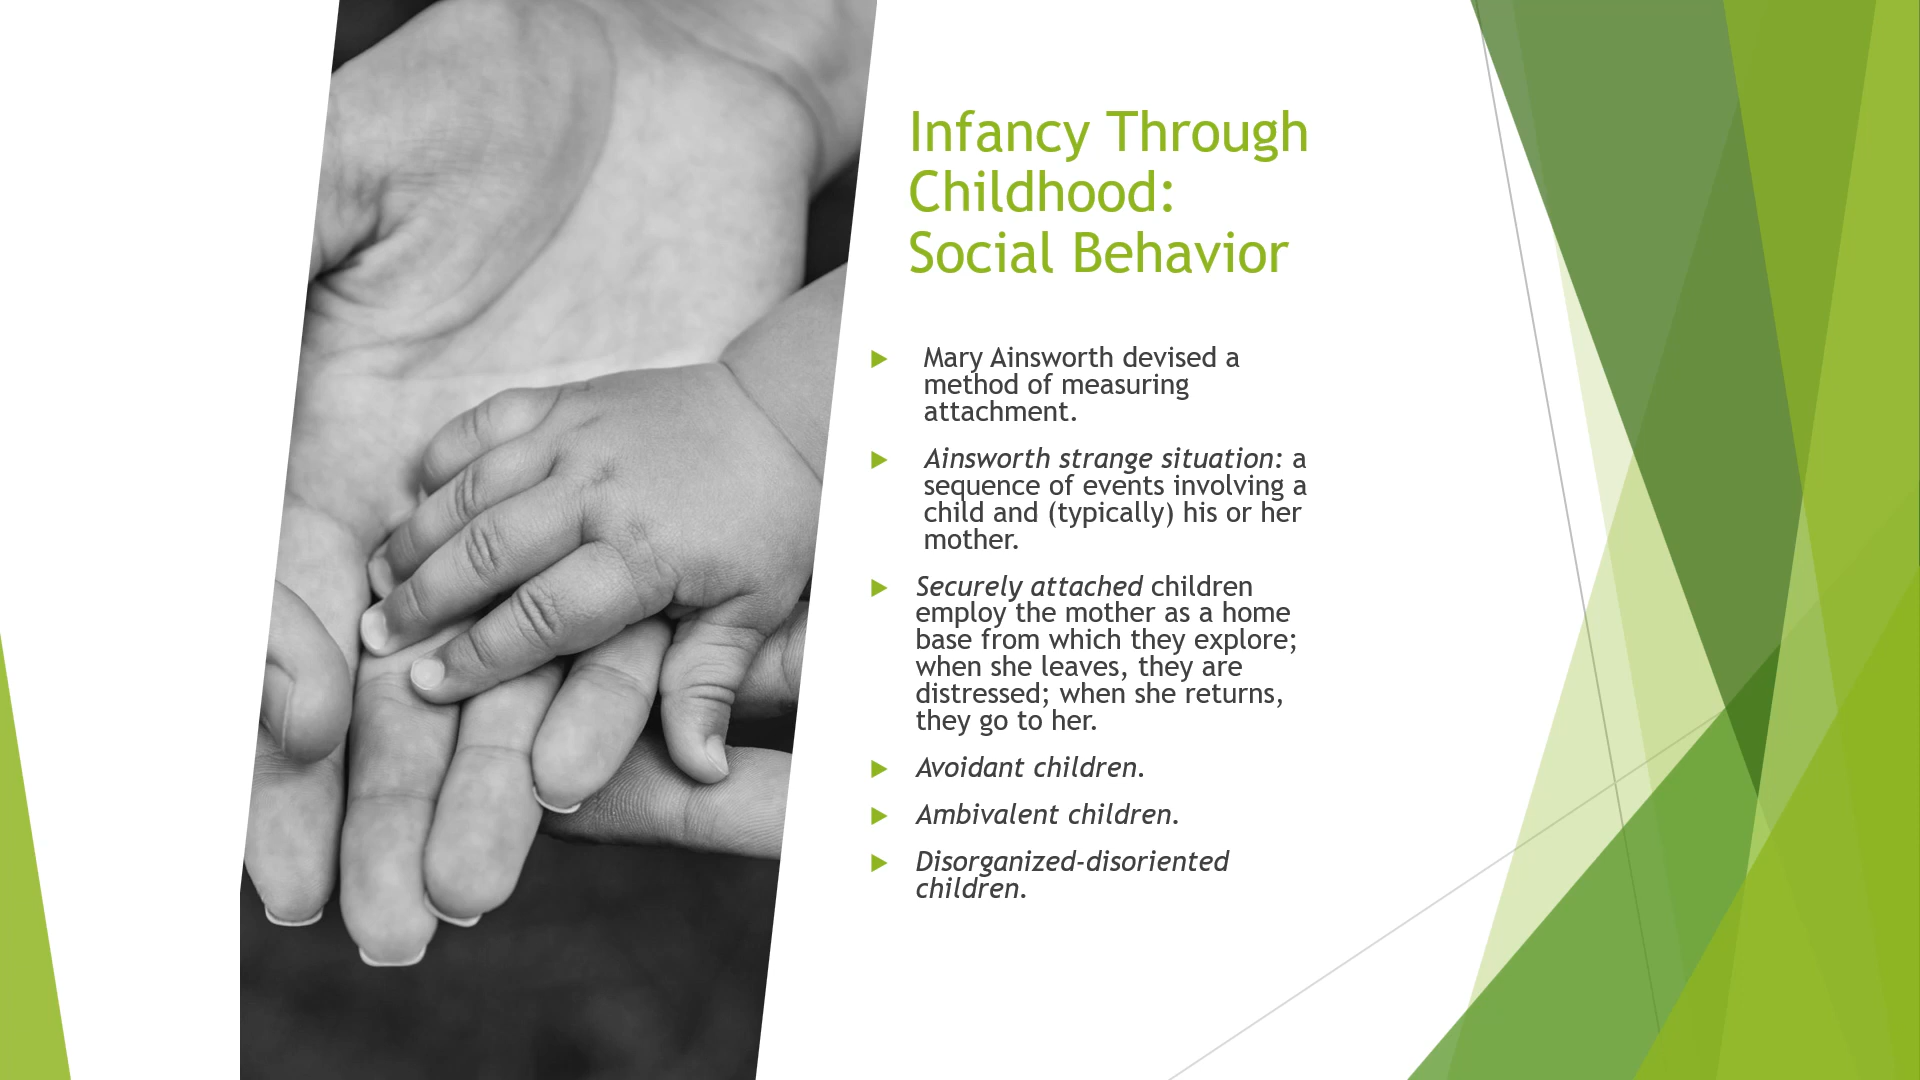 Infancy Through
Childhood:
Social Behavior
Mary Ainsworth devised a
method of measuring
attachment.
Ainsworth strange situation: a
sequence of events involving a
child and (typically) his or her
mother.
Securely attached children
employ the mother as a home
base from which they explore;
when she leaves, they are
distressed; when she returns,
they go to her.
Avoidant children.
Ambivalent children.
Disorganized-disoriented
children.